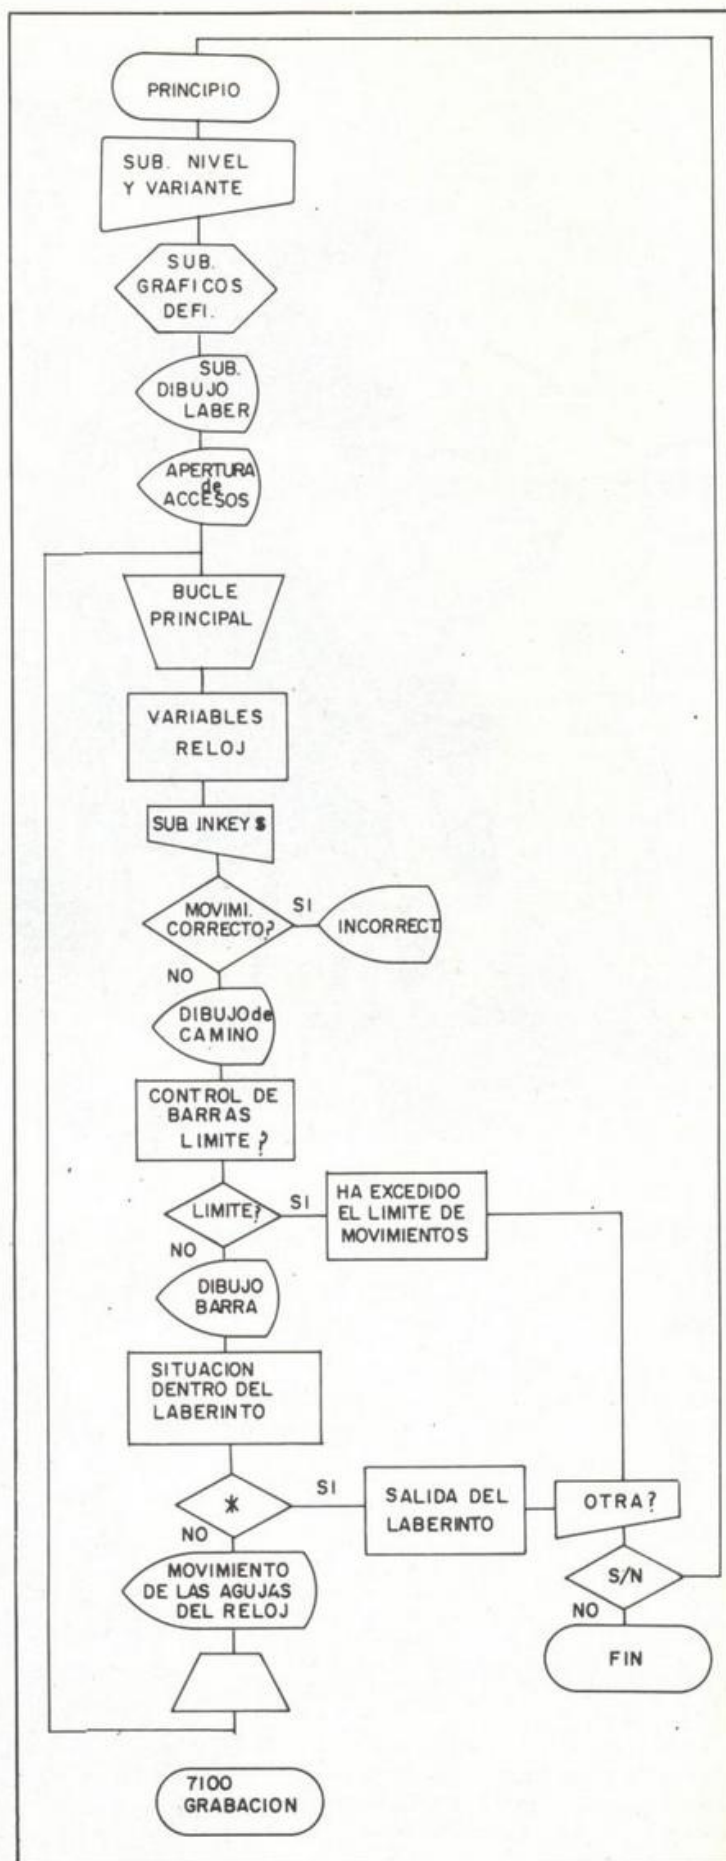 PRINCIPIO
SUB. NIVEL
Y VARIANTE
SUB.
GRAFICOS
DEFI.
SUB.
DIBUJO
LABER
APERTURA
de
ACCESOS
BUCLE
PRINCIPAL
VARIABLES
RELOJ
SUB. INKEY $
MOVIMI.
CORRECTO?
SI
INCORRECT.
NO
DIBUJO de
CAMINO
CONTROL DE
BARRAS
LIMITE ?
LIMITE?
SI
HA EXCEDIDO
EL LIMITE DE
MOVIMIENTOS
NO
DIBUJO
BARRA
SITUACION
DENTRO DEL
LABERINTO
*
SI
SALIDA DEL
LABERINTO
OTRA?
NO
MOVIMIENTO
DE LAS AGUJAS
DEL RELOJ
S/N
NO
FIN
7100
GRABACION